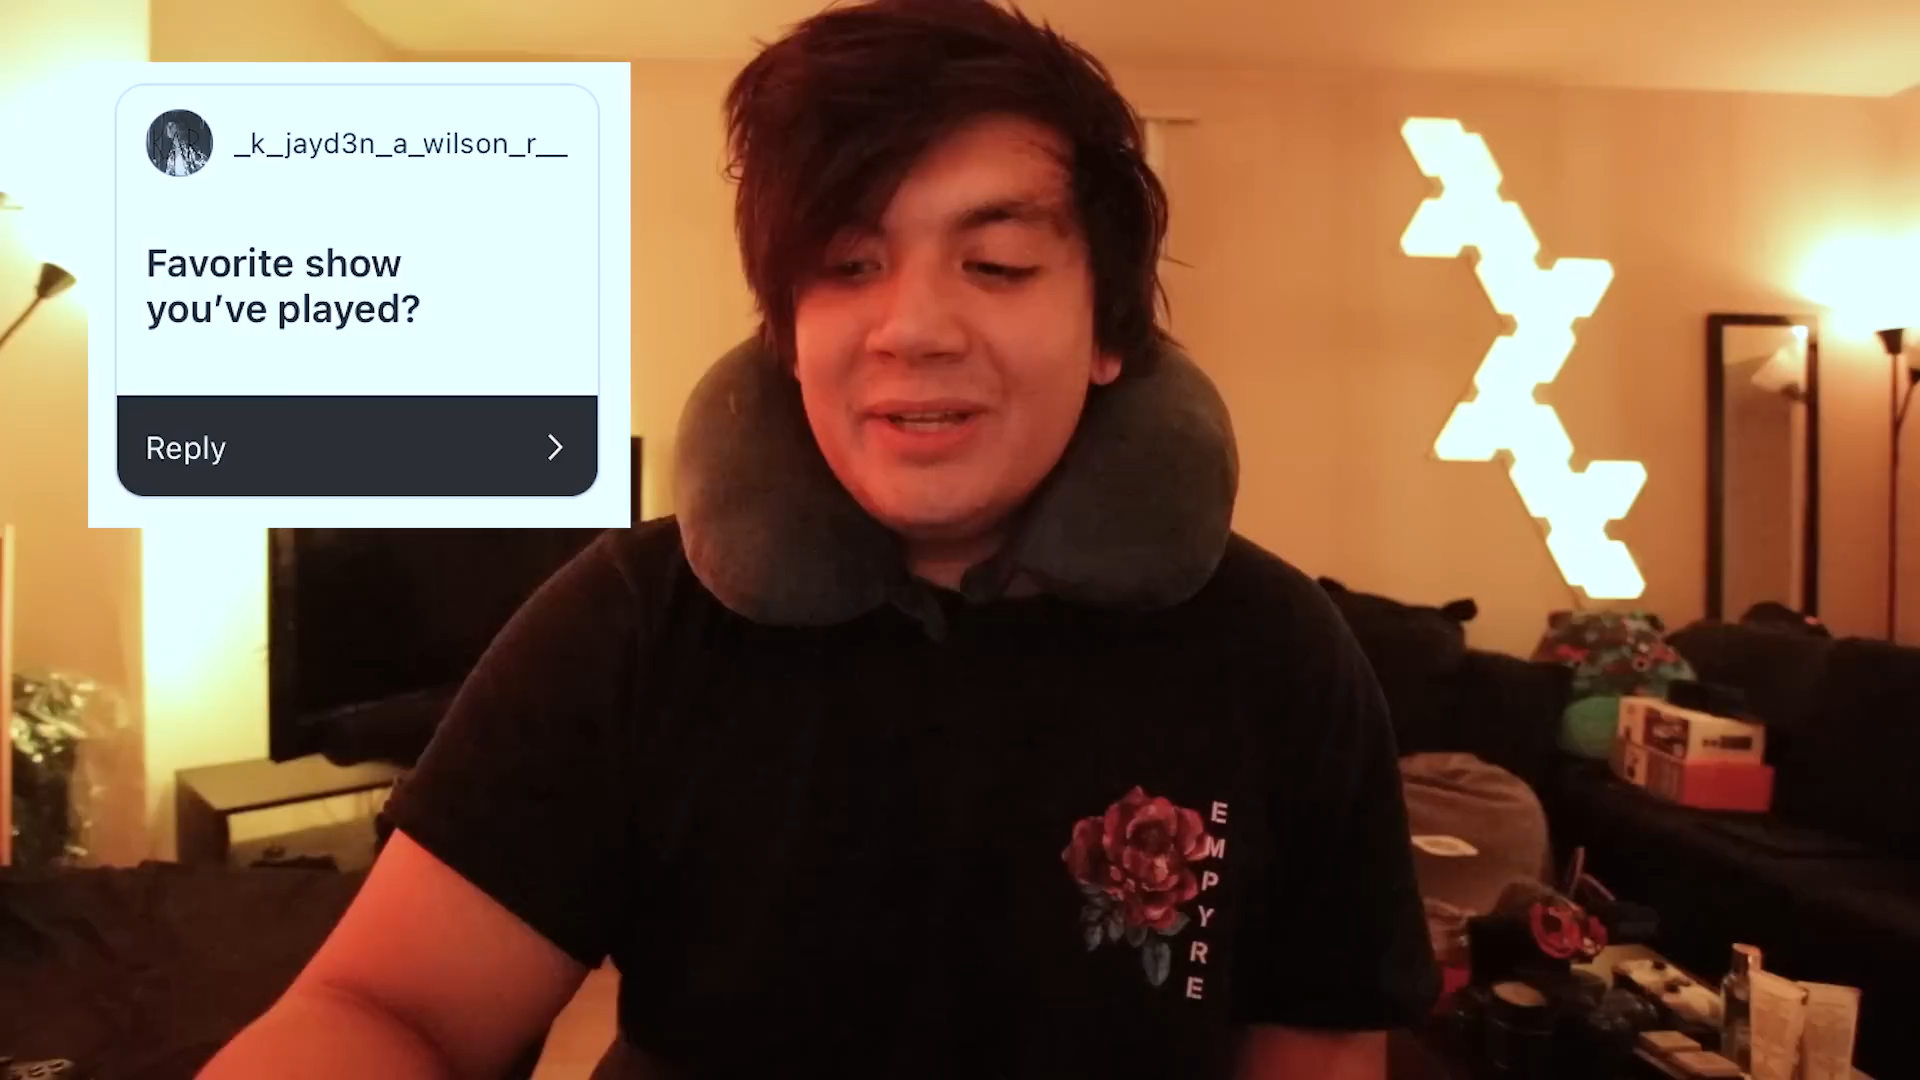 _k_jayd3n_a_wilson_r__
Favorite show
you've played?
Reply
EMPYRE